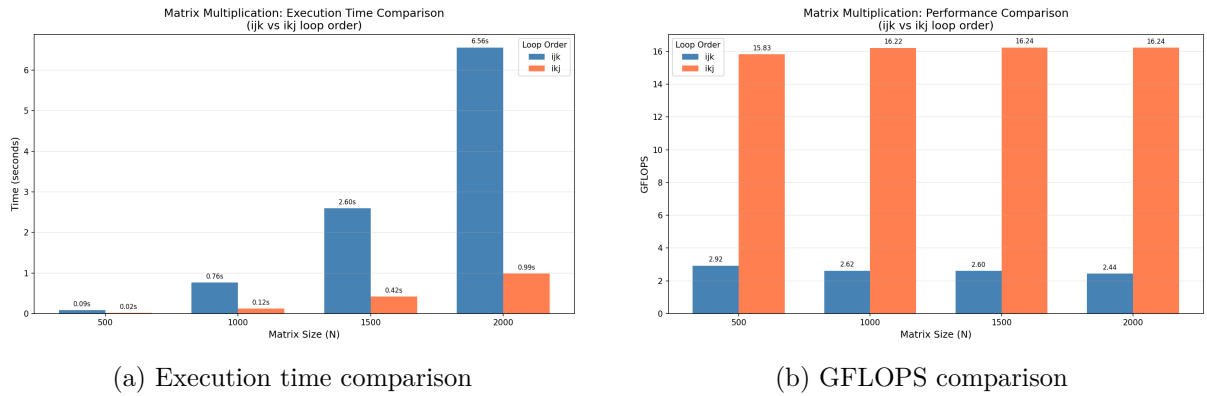 Matrix Multiplication: Execution Time Comparison
(ijk vs ikj loop order)
Loop Order
ijk
ikj
Time (seconds)
6
5
4
3
2
1
0
0.09s
0.02s
0.76s
0.12s
2.60s
0.42s
6.56s
0.99s
500
1000
1500
2000
Matrix Size (N)
(a) Execution time comparison
Matrix Multiplication: Performance Comparison
(ijk vs ikj loop order)
Loop Order
ijk
ikj
GFLOPS
16
14
12
10
8
6
4
2
0
2.92
15.83
2.62
16.22
2.60
16.24
2.44
16.24
500
1000
1500
2000
Matrix Size (N)
(b) GFLOPS comparison